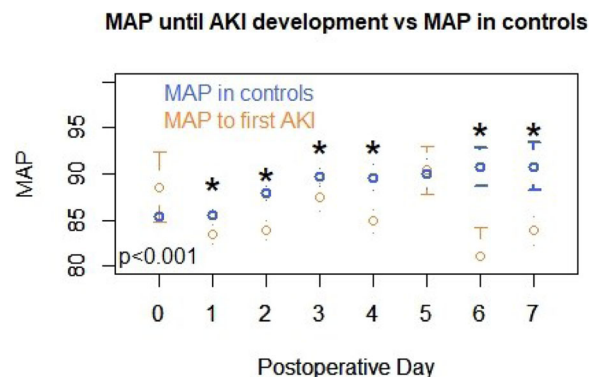 MAP until AKI development vs MAP in controls
MAP in controls
MAP to first AKI
* * * * * *
MAP
95
90
85
80
p<0.001
0 1 2 3 4 5 6 7
Postoperative Day